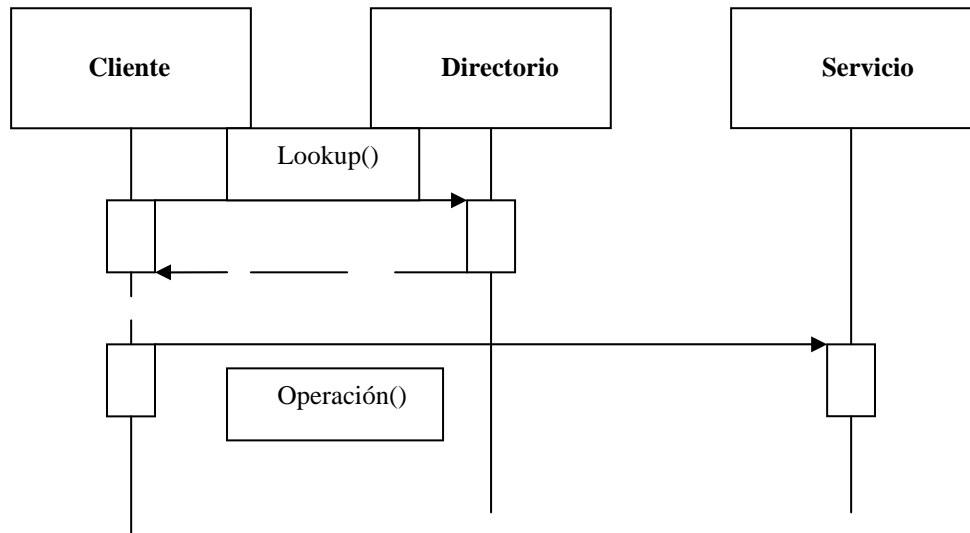 Cliente
Directorio
Servicio
Lookup()
Operación()